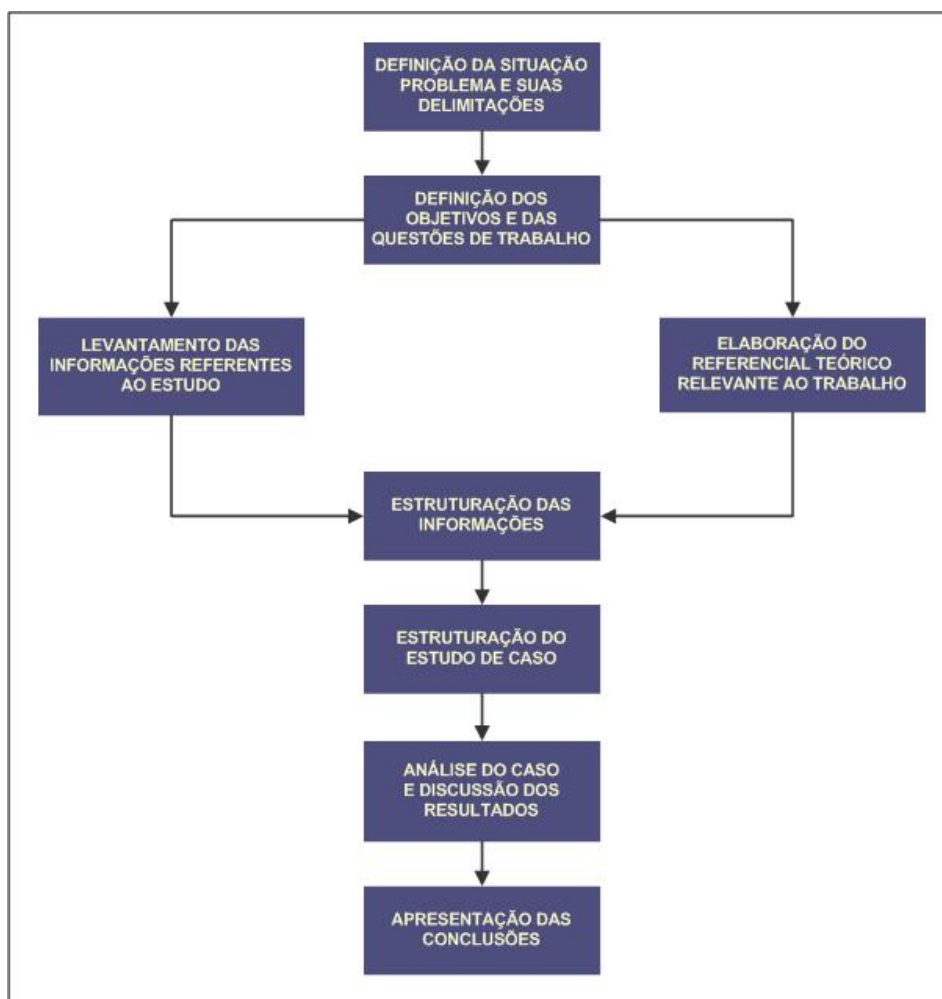 DEFINIÇÃO DA SITUAÇÃO
PROBLEMA E SUAS
DELIMITAÇÕES
DEFINIÇÃO DOS
OBJETIVOS E DAS
QUESTÕES DE TRABALHO
LEVANTAMENTO DAS
INFORMAÇÕES REFERENTES
AO ESTUDO
ELABORAÇÃO DO
REFERENCIAL TEÓRICO
RELEVANTE AO TRABALHO
ESTRUTURAÇÃO DAS
INFORMAÇÕES
ESTRUTURAÇÃO DO
ESTUDO DE CASO
ANÁLISE DO CASO
E DISCUSSÃO DOS
RESULTADOS
APRESENTAÇÃO DAS
CONCLUSÕES